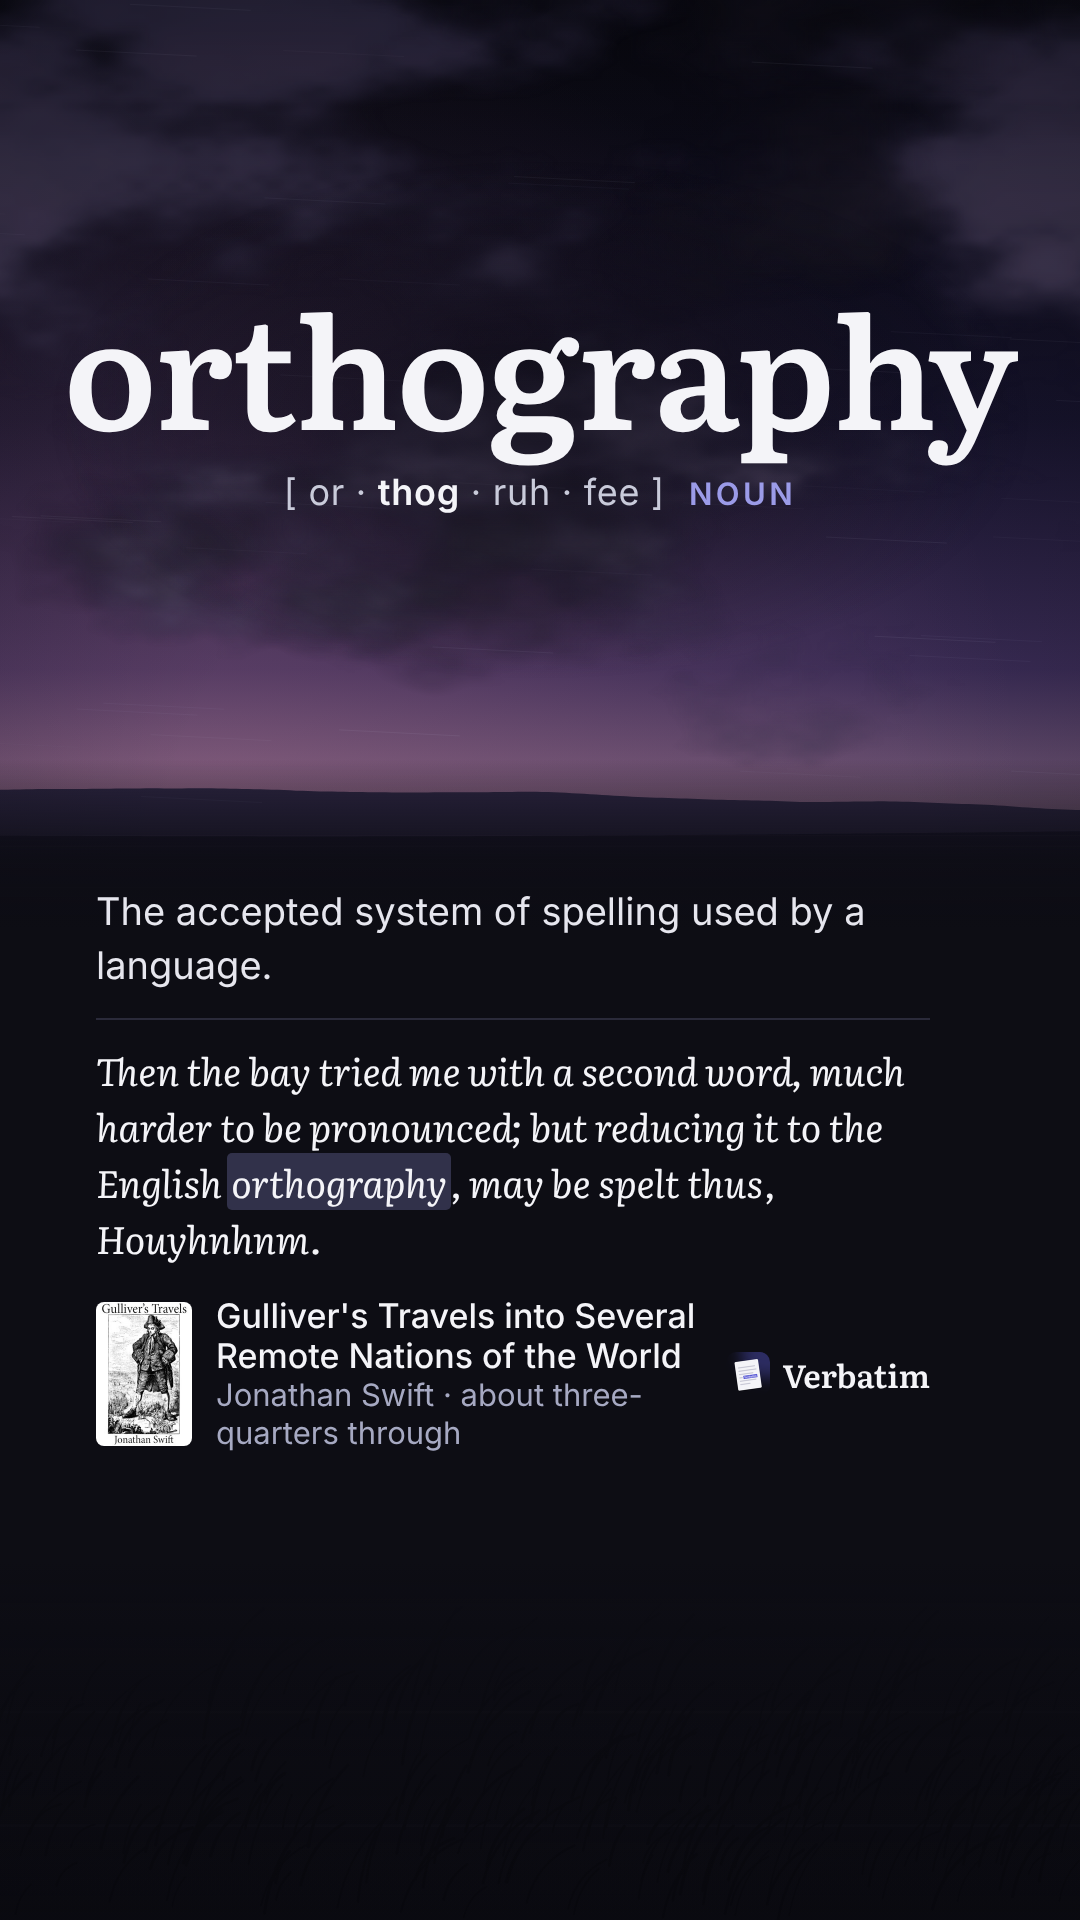 orthography
[ or · thog · ruh · fee ] NOUN
The accepted system of spelling used by a
language.
Then the bay tried me with a second word, much
harder to be pronounced; but reducing it to the
English orthography, may be spelt thus,
Houyhnhnm.
Gulliver's Travels
Jonathan Swift
Gulliver's Travels into Several
Remote Nations of the World
Jonathan Swift · about three-
quarters through
Verbatim